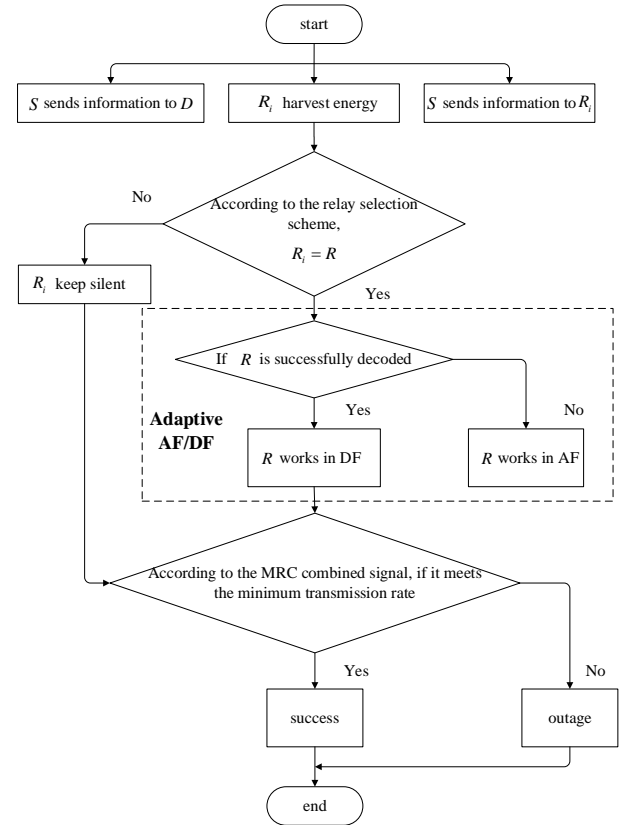 start
S sends information to D
R_i harvest energy
S sends information to R_i
No
According to the relay selection
scheme,
R_i = R
R_i keep silent
Yes
If R is successfully decoded
Yes
No
Adaptive
AF/DF
R works in DF
R works in AF
According to the MRC combined signal, if it meets
the minimum transmission rate
Yes
No
success
outage
end